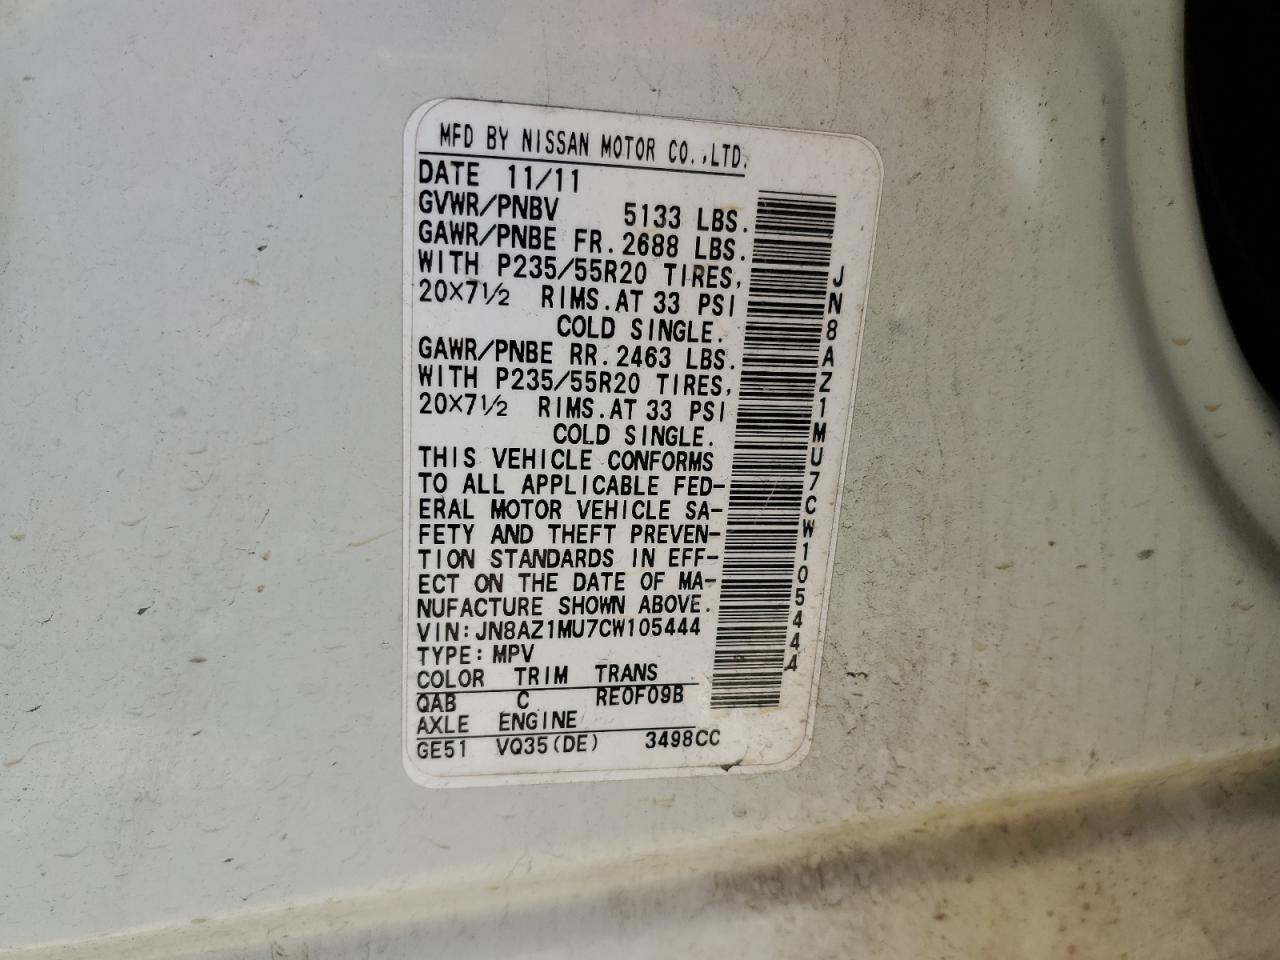 MFD BY NISSAN MOTOR CO.,LTD.
DATE 11/11
GVWR/PNBV 5133 LBS.
GAWR/PNBE FR. 2688 LBS.
WITH P235/55R20 TIRES,
20×7½ RIMS. AT 33 PSI
COLD SINGLE.
GAWR/PNBE RR. 2463 LBS.
WITH P235/55R20 TIRES,
20×7½ RIMS. AT 33 PSI
COLD SINGLE.
THIS VEHICLE CONFORMS
TO ALL APPLICABLE FED-
ERAL MOTOR VEHICLE SA-
FETY AND THEFT PREVEN-
TION STANDARDS IN EFF-
ECT ON THE DATE OF MA-
NUFACTURE SHOWN ABOVE.
VIN: JN8AZ1MU7CW105444
TYPE: MPV
COLOR TRIM TRANS
QAB C RE0F09B
AXLE ENGINE
GE51 VQ35(DE) 3498CC
JN8AZ1MU7CW105444